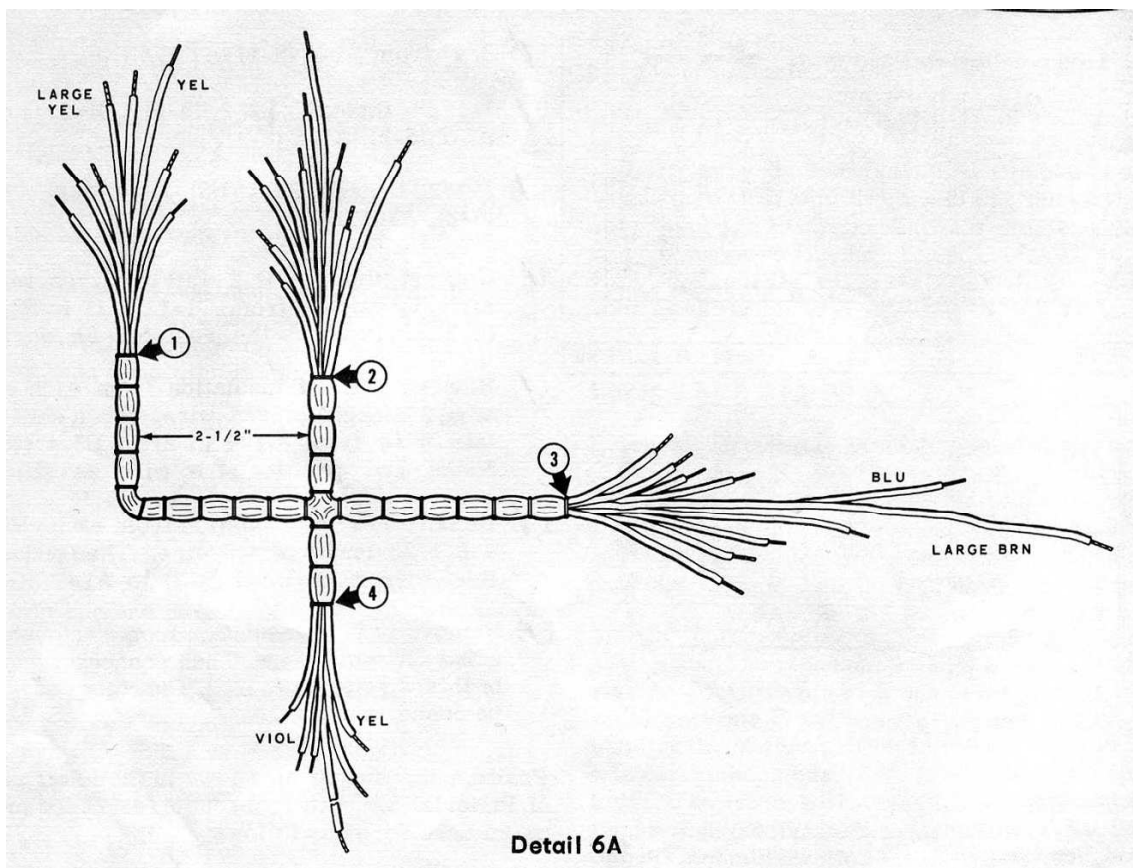 LARGE
YEL
YEL
1
2
2-1/2"
3
BLU
LARGE BRN
4
YEL
VIOL
Detail 6A